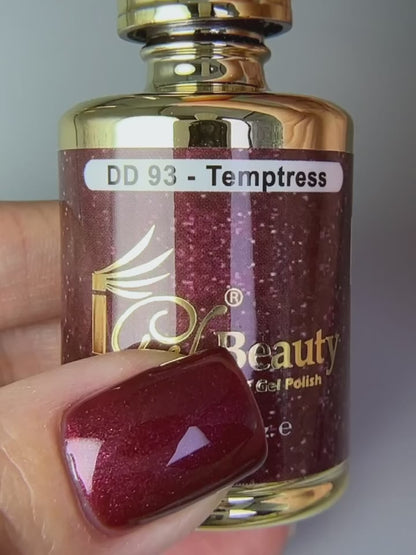 DD 93 - Temptress
®
Beauty
Gel Polish
e